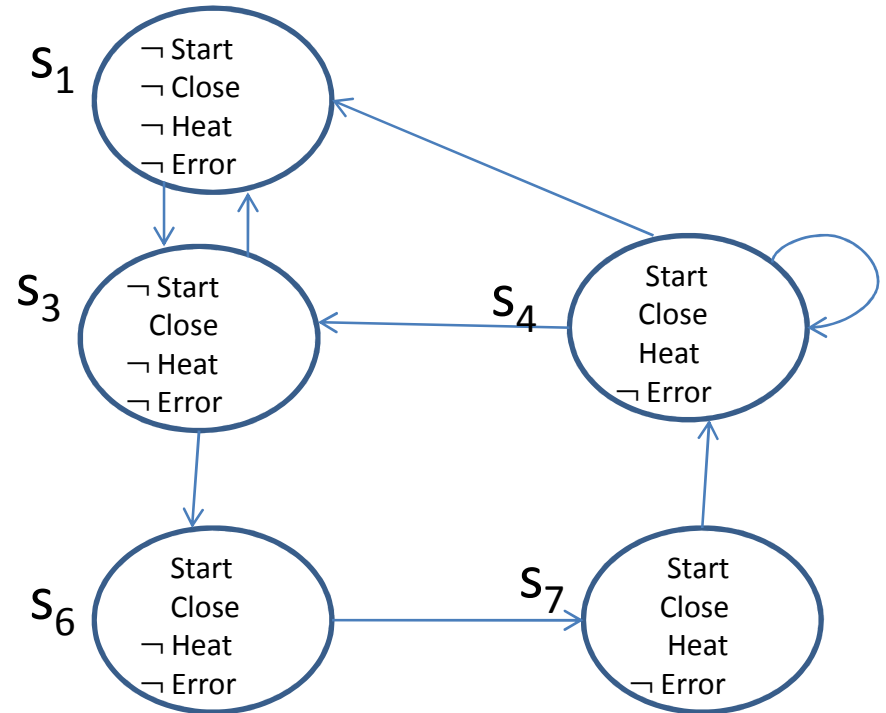 S1
¬ Start
¬ Close
¬ Heat
¬ Error
S3
¬ Start
Close
¬ Heat
¬ Error
S4
Start
Close
Heat
¬ Error
S6
Start
Close
¬ Heat
¬ Error
S7
Start
Close
Heat
¬ Error